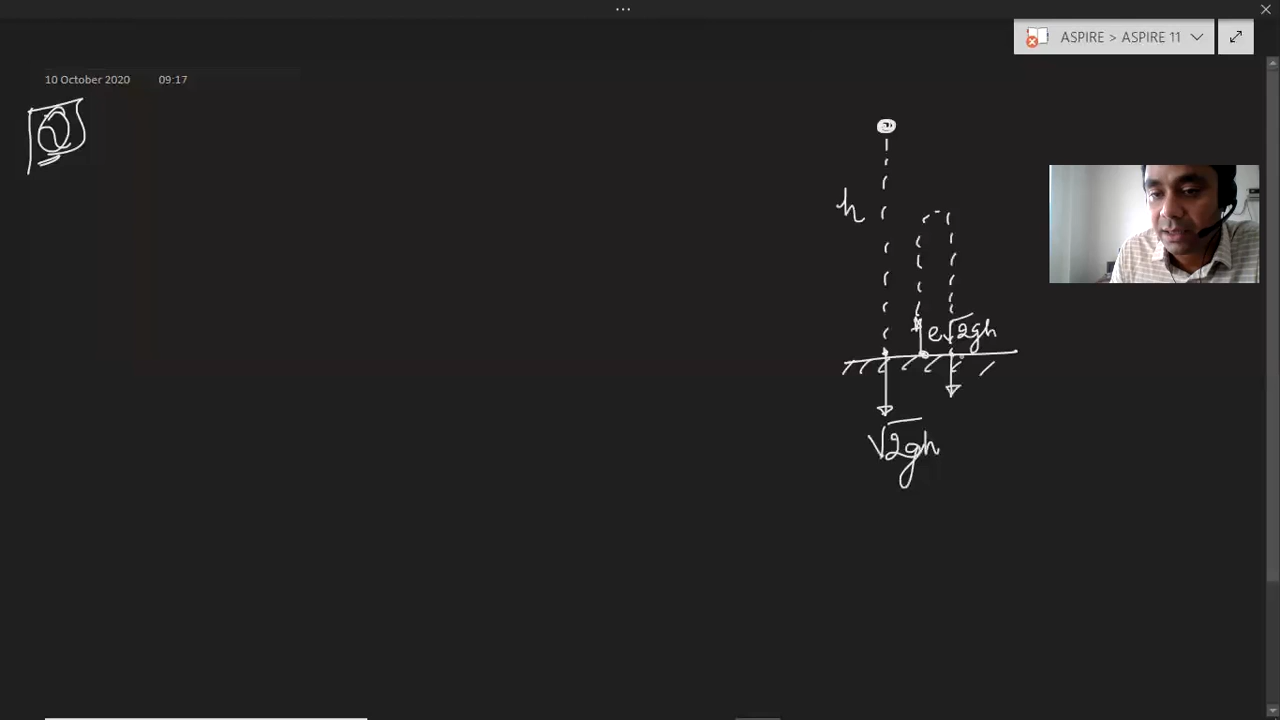 ...
ASPIRE > ASPIRE 11
10 October 2020 09:17
Q
h
e√2gh
√2gh